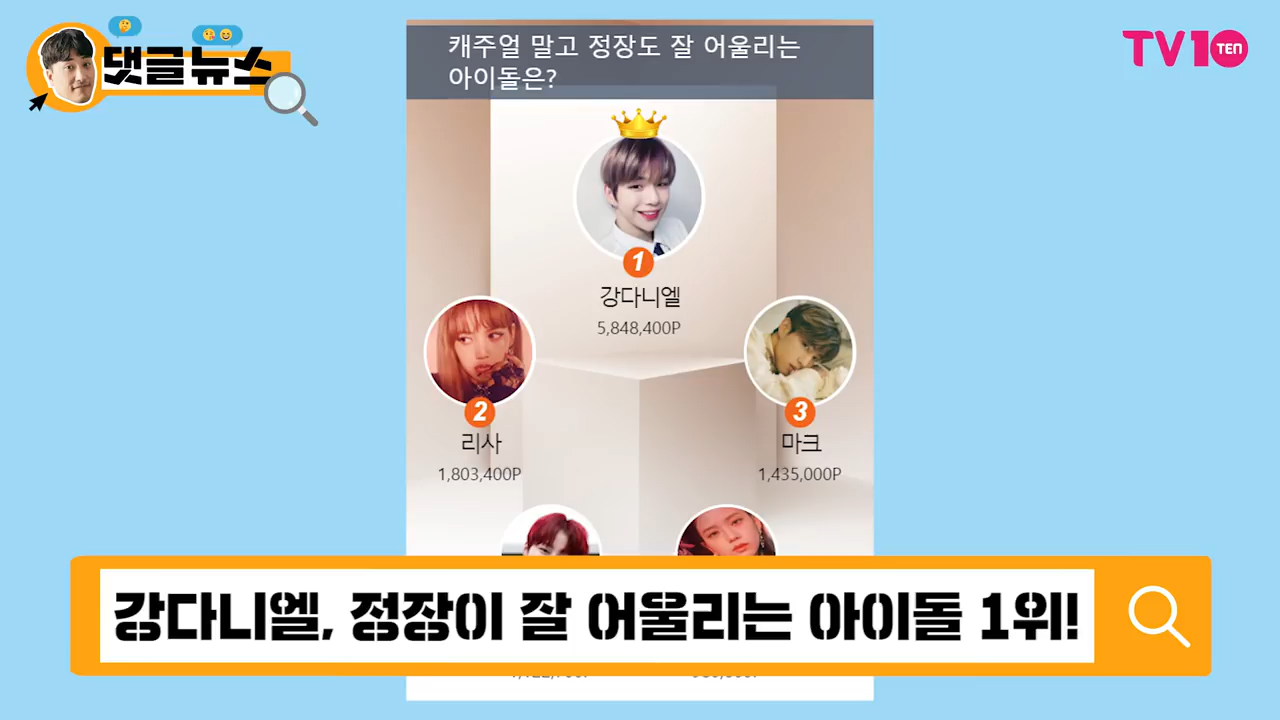 댓글뉴스
TV10
TEN
캐주얼 말고 정장도 잘 어울리는
아이돌은?
1
강다니엘
5,848,400P
2
리사
1,803,400P
3
마크
1,435,000P
강다니엘, 정장이 잘 어울리는 아이돌 1위!